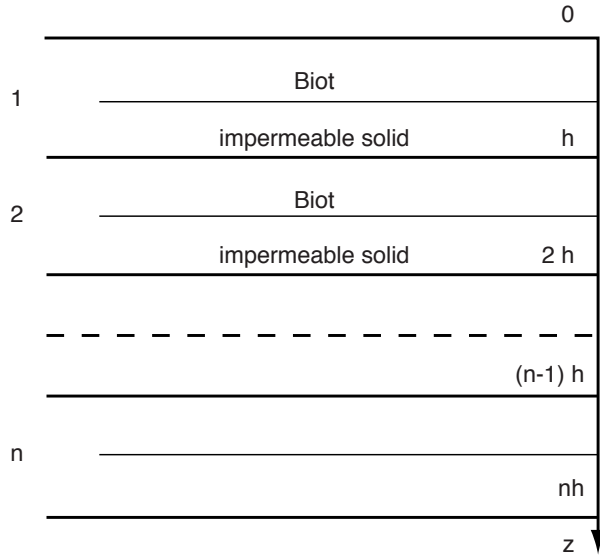 0
Biot
1
impermeable solid h
Biot
2
impermeable solid 2 h
(n-1) h
n
nh
z